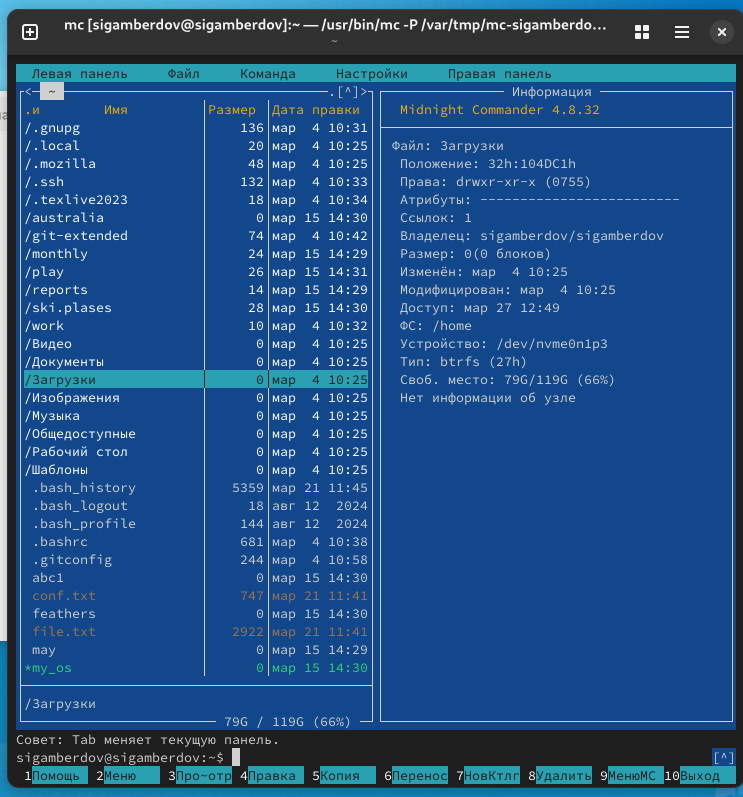 mc [sigamberdov@sigamberdov]:~ — /usr/bin/mc -P /var/tmp/mc-sigamberdo…
~
Левая панель Файл Команда Настройки Правая панель
<— ~ .[^]>
.и Имя Размер Дата правки
/.gnupg 136 мар 4 10:31
/.local 20 мар 4 10:25
/.mozilla 48 мар 4 10:25
/.ssh 132 мар 4 10:33
/.texlive2023 18 мар 4 10:34
/australia 0 мар 15 14:30
/git-extended 74 мар 4 10:42
/monthly 24 мар 15 14:29
/play 26 мар 15 14:31
/reports 14 мар 15 14:29
/ski.plases 28 мар 15 14:30
/work 10 мар 4 10:32
/Видео 0 мар 4 10:25
/Документы 0 мар 4 10:25
/Загрузки 0 мар 4 10:25
/Изображения 0 мар 4 10:25
/Музыка 0 мар 4 10:25
/Общедоступные 0 мар 4 10:25
/Рабочий стол 0 мар 4 10:25
/Шаблоны 0 мар 4 10:25
.bash_history 5359 мар 21 11:45
.bash_logout 18 авг 12 2024
.bash_profile 144 авг 12 2024
.bashrc 681 мар 4 10:38
.gitconfig 244 мар 4 10:58
abc1 0 мар 15 14:30
conf.txt 747 мар 21 11:41
feathers 0 мар 15 14:30
file.txt 2922 мар 21 11:41
may 0 мар 15 14:29
*my_os 0 мар 15 14:30
/Загрузки
79G / 119G (66%)
Информация
Midnight Commander 4.8.32
Файл: Загрузки
Положение: 32h:104DC1h
Права: drwxr-xr-x (0755)
Атрибуты: -------------------------
Ссылок: 1
Владелец: sigamberdov/sigamberdov
Размер: 0(0 блоков)
Изменён: мар 4 10:25
Модифицирован: мар 4 10:25
Доступ: мар 27 12:49
ФС: /home
Устройство: /dev/nvme0n1p3
Тип: btrfs (27h)
Своб. место: 79G/119G (66%)
Нет информации об узле
Совет: Tab меняет текущую панель.
sigamberdov@sigamberdov:~$ [^]
1Помощь 2Меню 3Про~отр 4Правка 5Копия 6Перенос 7НовКтлг 8Удалить 9МенюMC 10Выход